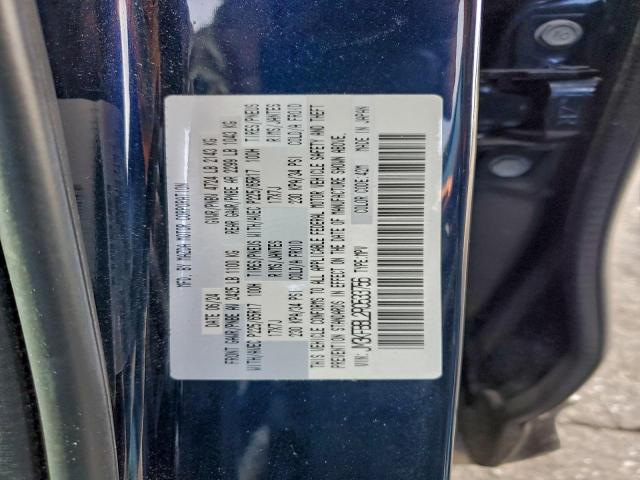 MFD. BY MAZDA MOTOR CORPORATION
DATE 06/24 GVWR/PNBV 4724 LB 2143 KG
FRONT GAWR/PNBE AV 2425 LB 1100 KG REAR GAWR/PNBE AR 2299 LB 1043 KG
WITH/AVEC P225/65R17 100H TIRES/PNEUS WITH/AVEC P225/65R17 100H TIRES/PNEUS
17X7J RIMS/JANTES 17X7J RIMS/JANTES
230 KPA/34 PSI COLD/A FROID 230 KPA/34 PSI COLD/A FROID
THIS VEHICLE CONFORMS TO ALL APPLICABLE FEDERAL MOTOR VEHICLE SAFETY AND THEFT
PREVENTION STANDARDS IN EFFECT ON THE DATE OF MANUFACTURE SHOWN ABOVE.
VIN: TYPE: MPV COLOR CODE: 42M MADE IN JAPAN